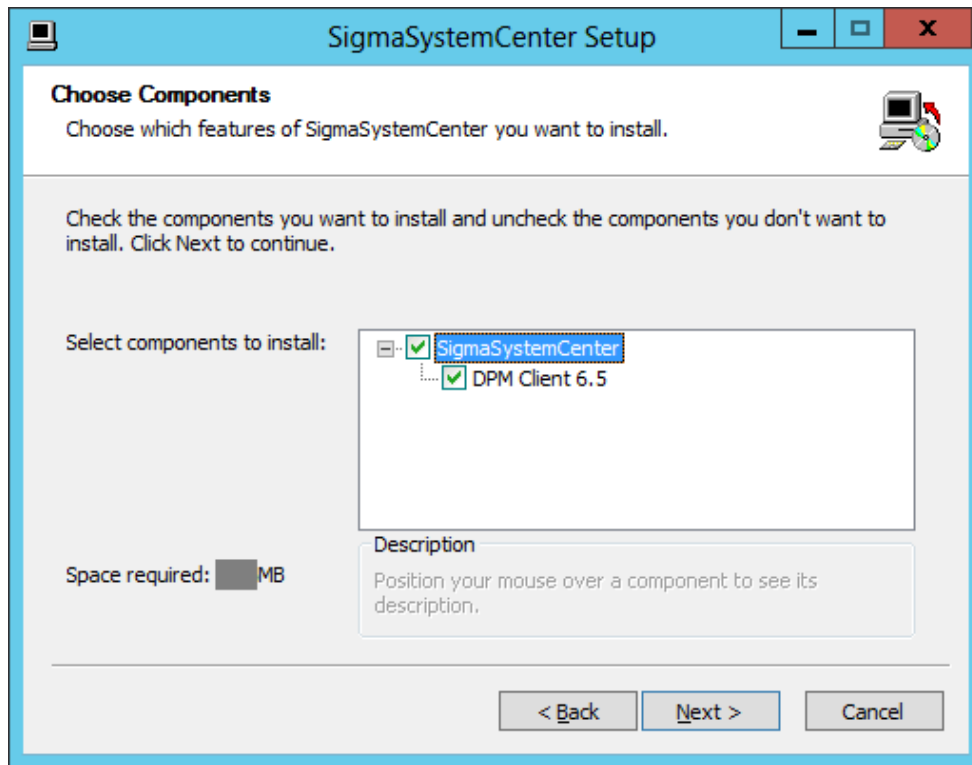 SigmaSystemCenter Setup
Choose Components
Choose which features of SigmaSystemCenter you want to install.
Check the components you want to install and uncheck the components you don't want to
install. Click Next to continue.
Select components to install:
SigmaSystemCenter
DPM Client 6.5
Space required: MB
Description
Position your mouse over a component to see its
description.
< Back
Next >
Cancel